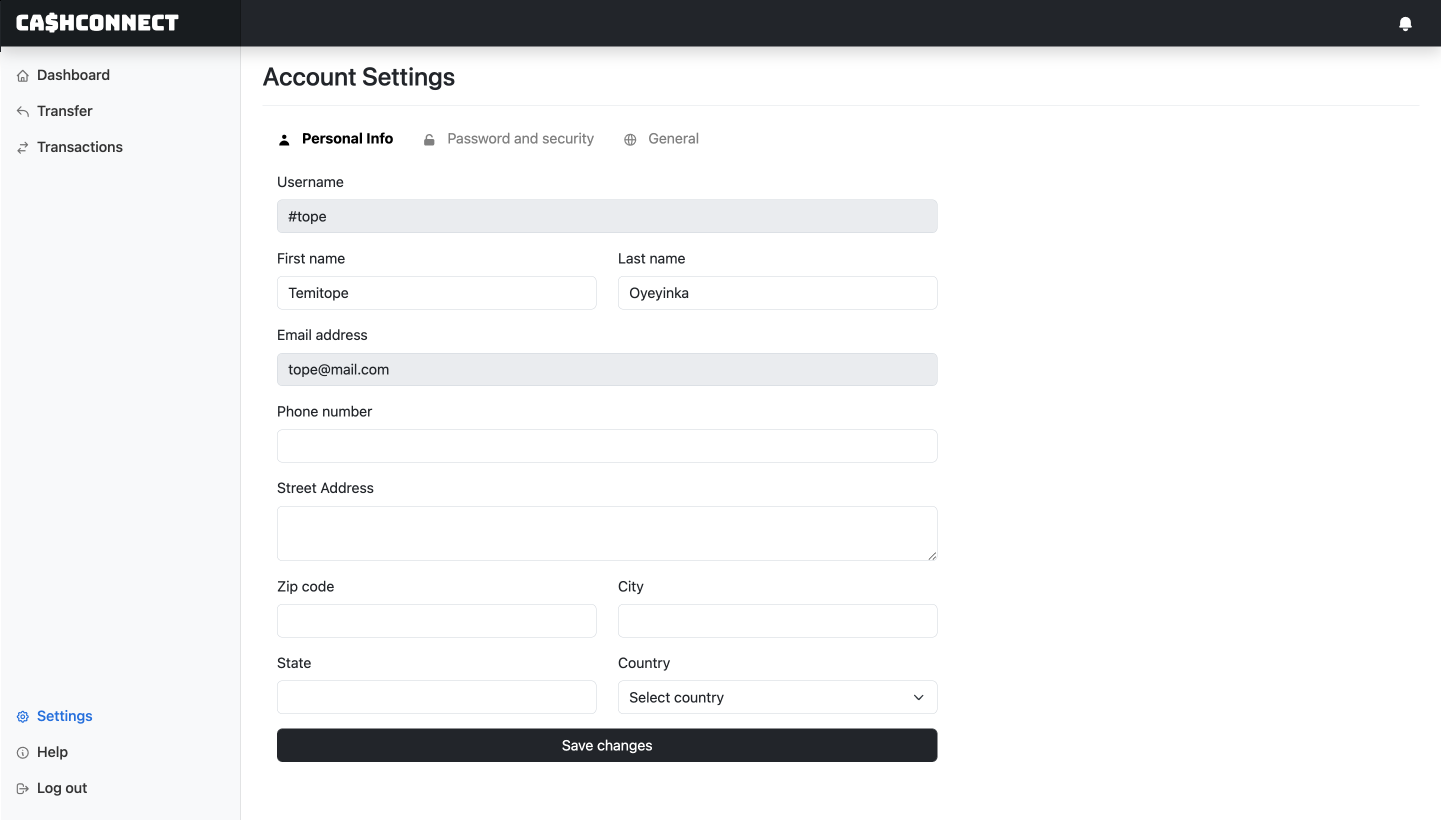 CA$HCONNECT
Dashboard
Transfer
Transactions
Settings
Help
Log out
Account Settings
Personal Info Password and security General
Username
#tope
First name Last name
Temitope Oyeyinka
Email address
tope@mail.com
Phone number
Street Address
Zip code City
State Country
Select country
Save changes